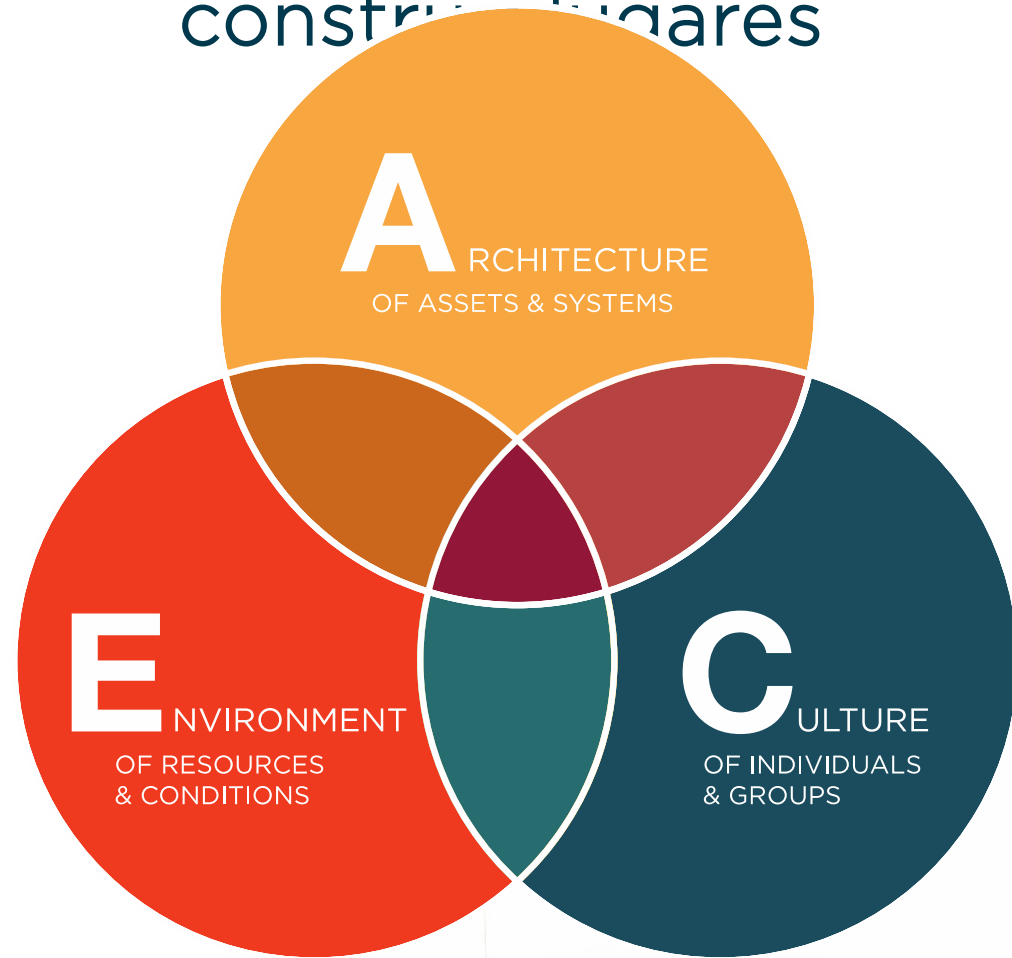 ARCHITECTURE
OF ASSETS & SYSTEMS
ENVIRONMENT
OF RESOURCES
& CONDITIONS
CULTURE
OF INDIVIDUALS
& GROUPS